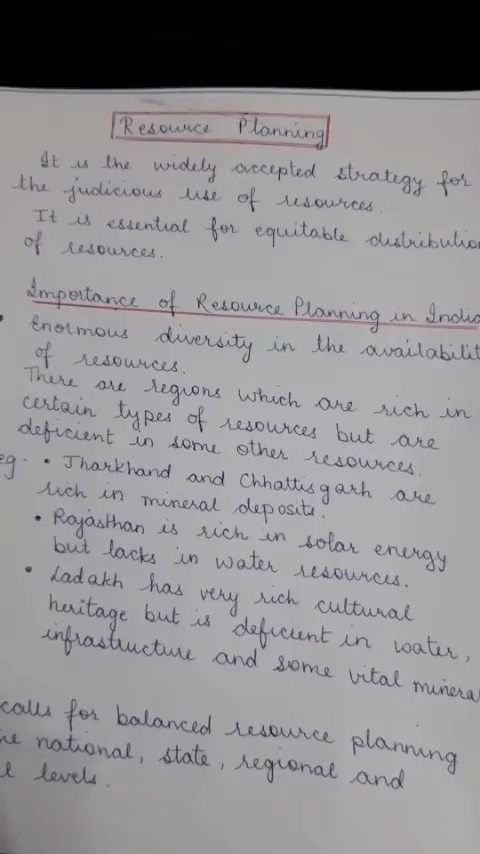 Resource Planning
It is the widely accepted strategy for
the judicious use of resources.
It is essential for equitable distributio
of resources.
Importance of Resource Planning in India
• Enormous diversity in the availabilit
of resources.
There are regions which are rich in
certain types of resources but are
deficient in some other resources.
eg. • Jharkhand and Chhattisgarh are
rich in mineral deposits.
• Rajasthan is rich in solar energy
but lacks in water resources.
• Ladakh has very rich cultural
heritage but is deficient in water,
infrastructure and some vital mineral
calls for balanced resource planning
national, state, regional and
levels.